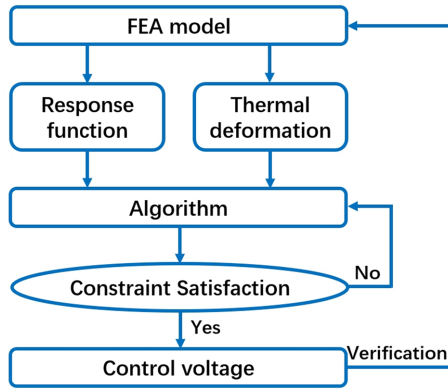 FEA model
Response
function
Thermal
deformation
Algorithm
Constraint Satisfaction
No
Yes
Control voltage
Verification